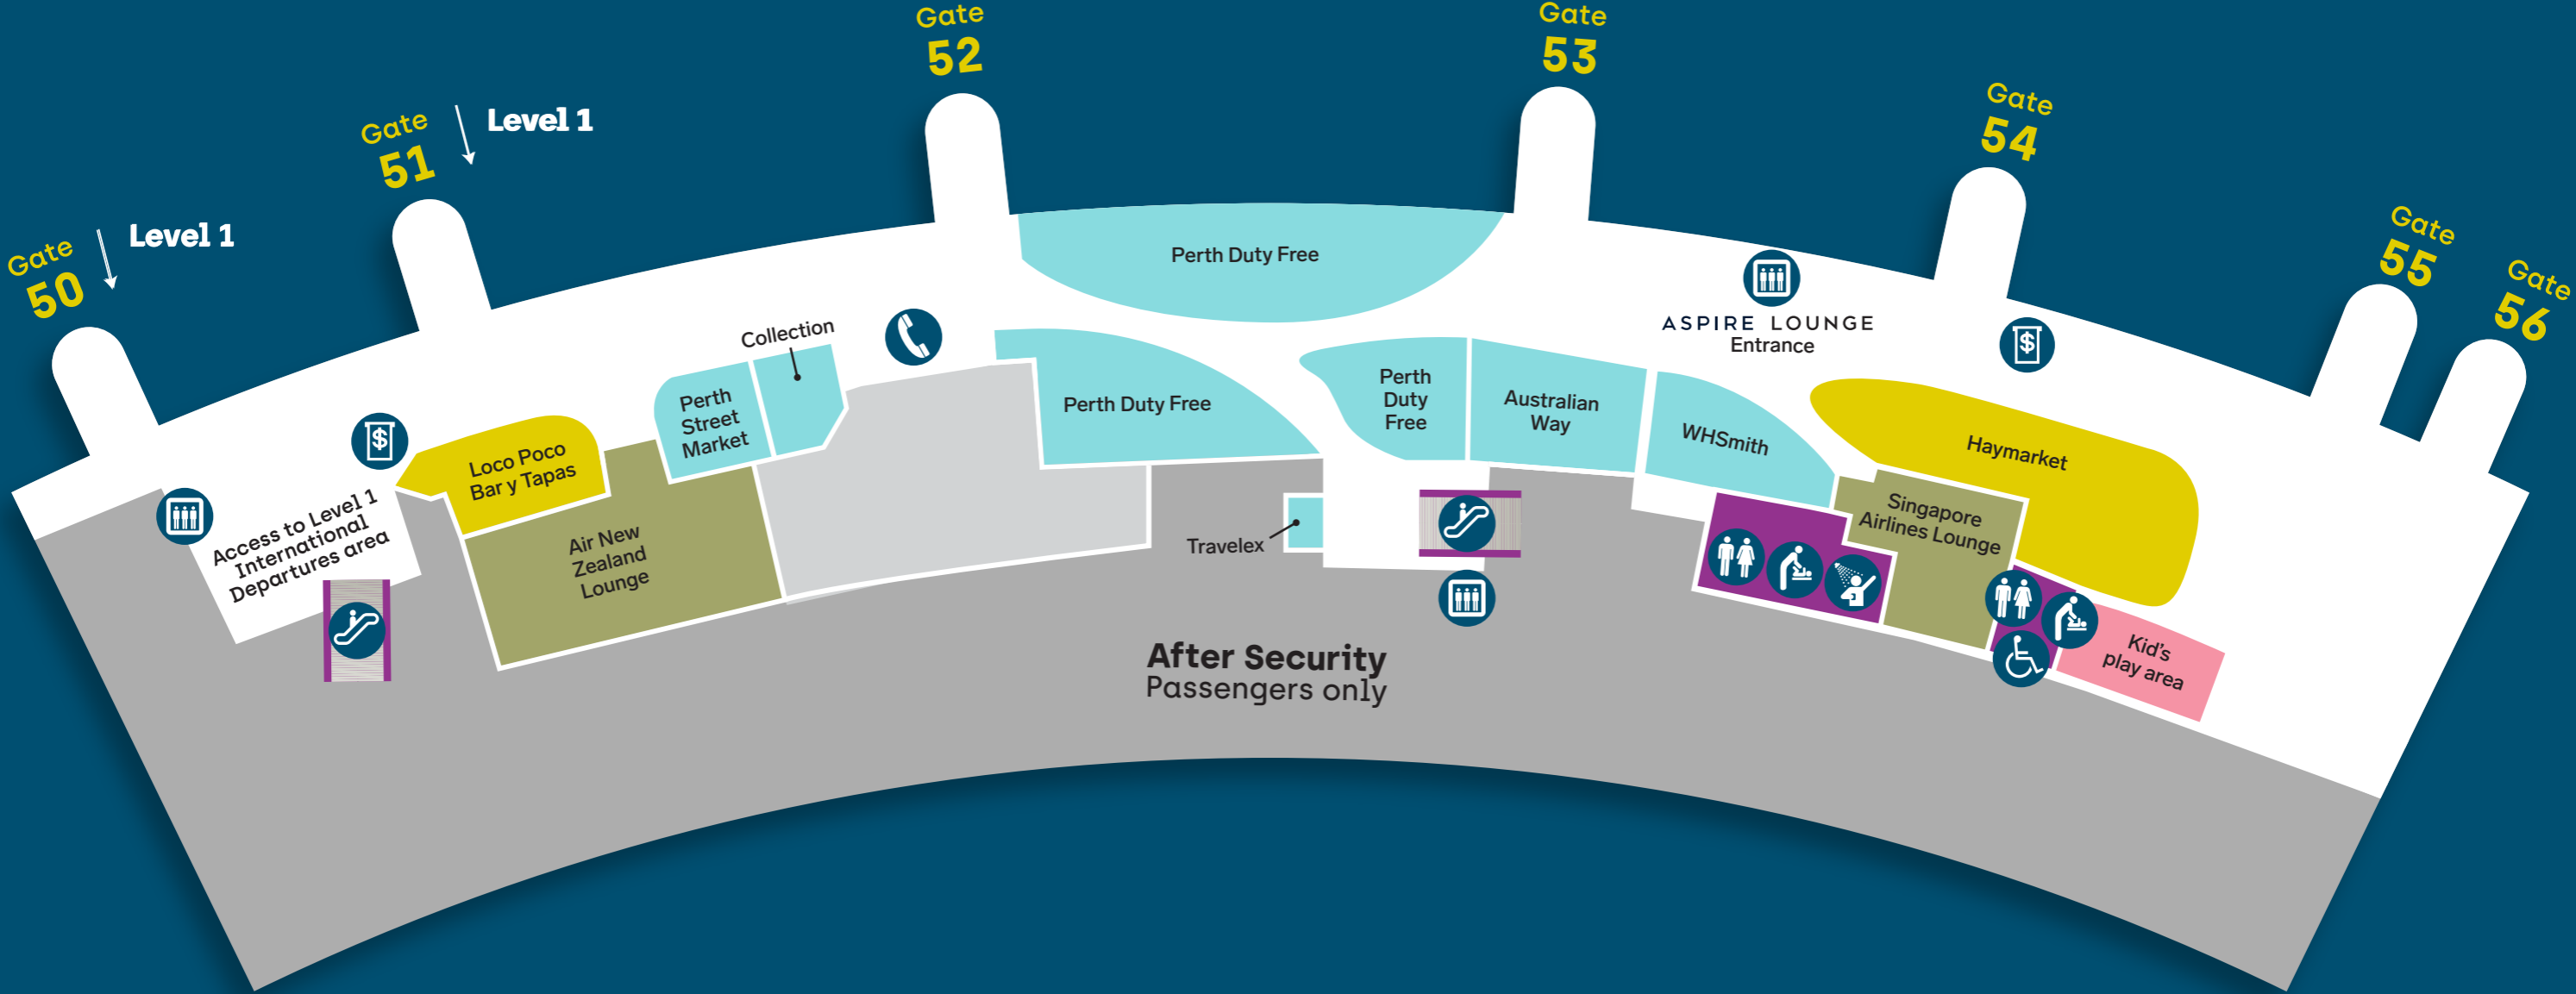 Gate
50
Level 1
Gate
51
Level 1
Gate
52
Gate
53
Gate
54
Gate
55
Gate
56
Perth Duty Free
ASPIRE LOUNGE
Entrance
Collection
Perth
Street
Market
Loco Poco
Bar y Tapas
Perth Duty Free
Perth
Duty
Free
Australian
Way
WHSmith
Haymarket
$
$
Access to Level 1
International
Departures area
Air New
Zealand
Lounge
Travelex
Singapore
Airlines Lounge
Kid's
play area
After Security
Passengers only